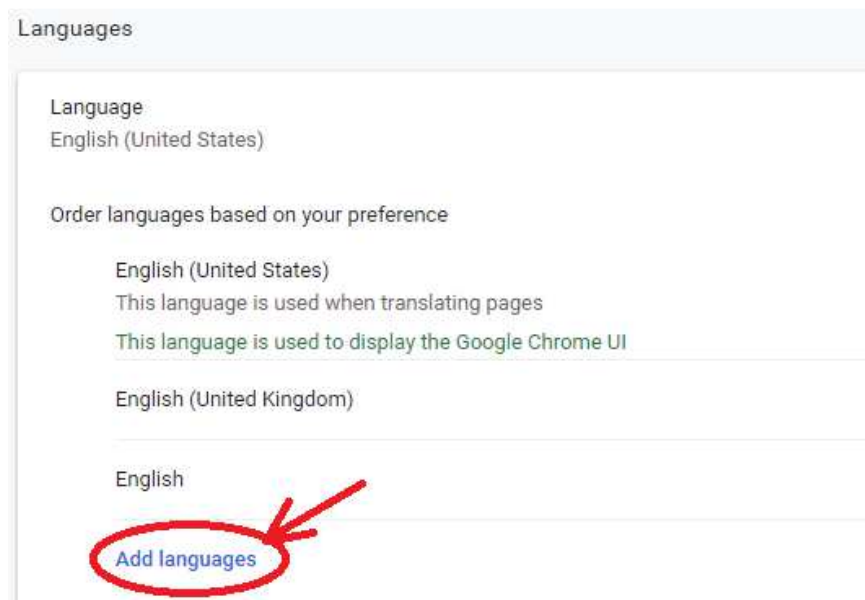 Languages
Language
English (United States)
Order languages based on your preference
English (United States)
This language is used when translating pages
This language is used to display the Google Chrome UI
English (United Kingdom)
English
Add languages